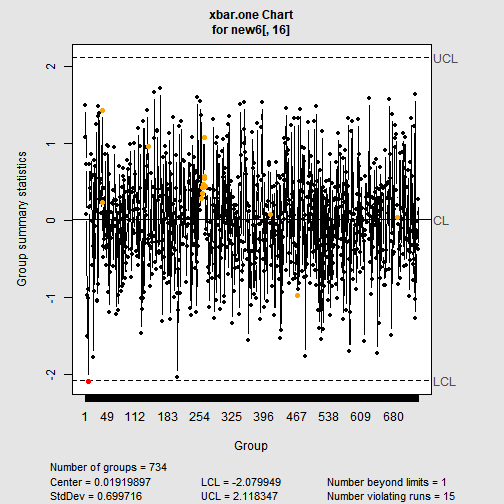 xbar.one Chart
for new6[, 16]
UCL
2
1
Group summary statistics
0
CL
-1
-2
LCL
1 49 112 183 254 325 396 467 538 609 680
Group
Number of groups = 734
Center = 0.01919897 LCL = -2.079949 Number beyond limits = 1
StdDev = 0.699716 UCL = 2.118347 Number violating runs = 15